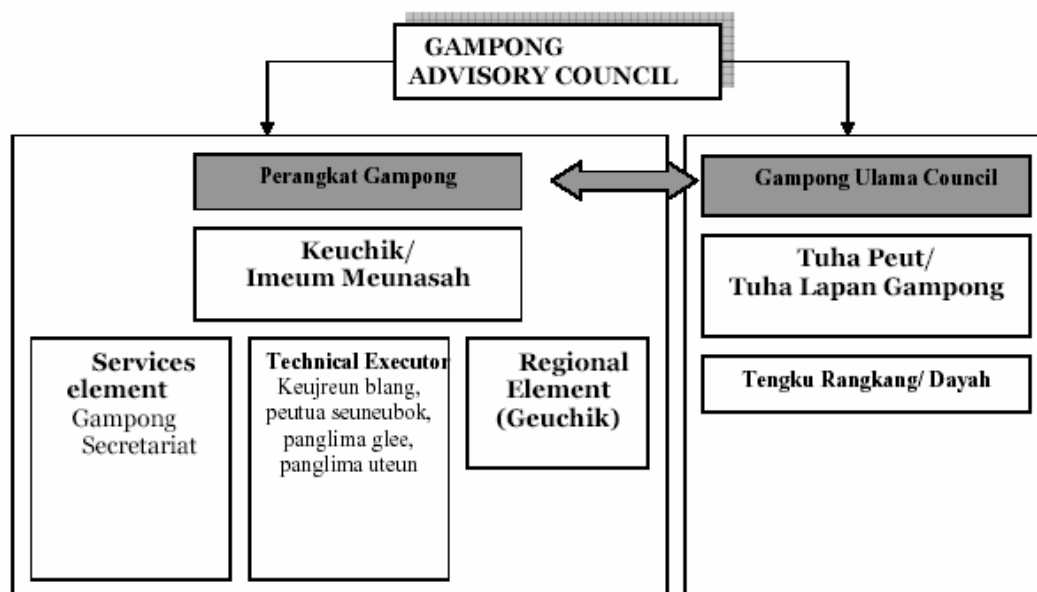 GAMPONG
ADVISORY COUNCIL
Perangkat Gampong
Keuchik/
Imeum Meunasah
Services
element
Gampong
Secretariat
Technical Executor
Keujreun blang,
peutua seuneubok,
panglima glee,
panglima uteun
Regional
Element
(Geuchik)
Gampong Ulama Council
Tuha Peut/
Tuha Lapan Gampong
Tengku Rangkang/ Dayah